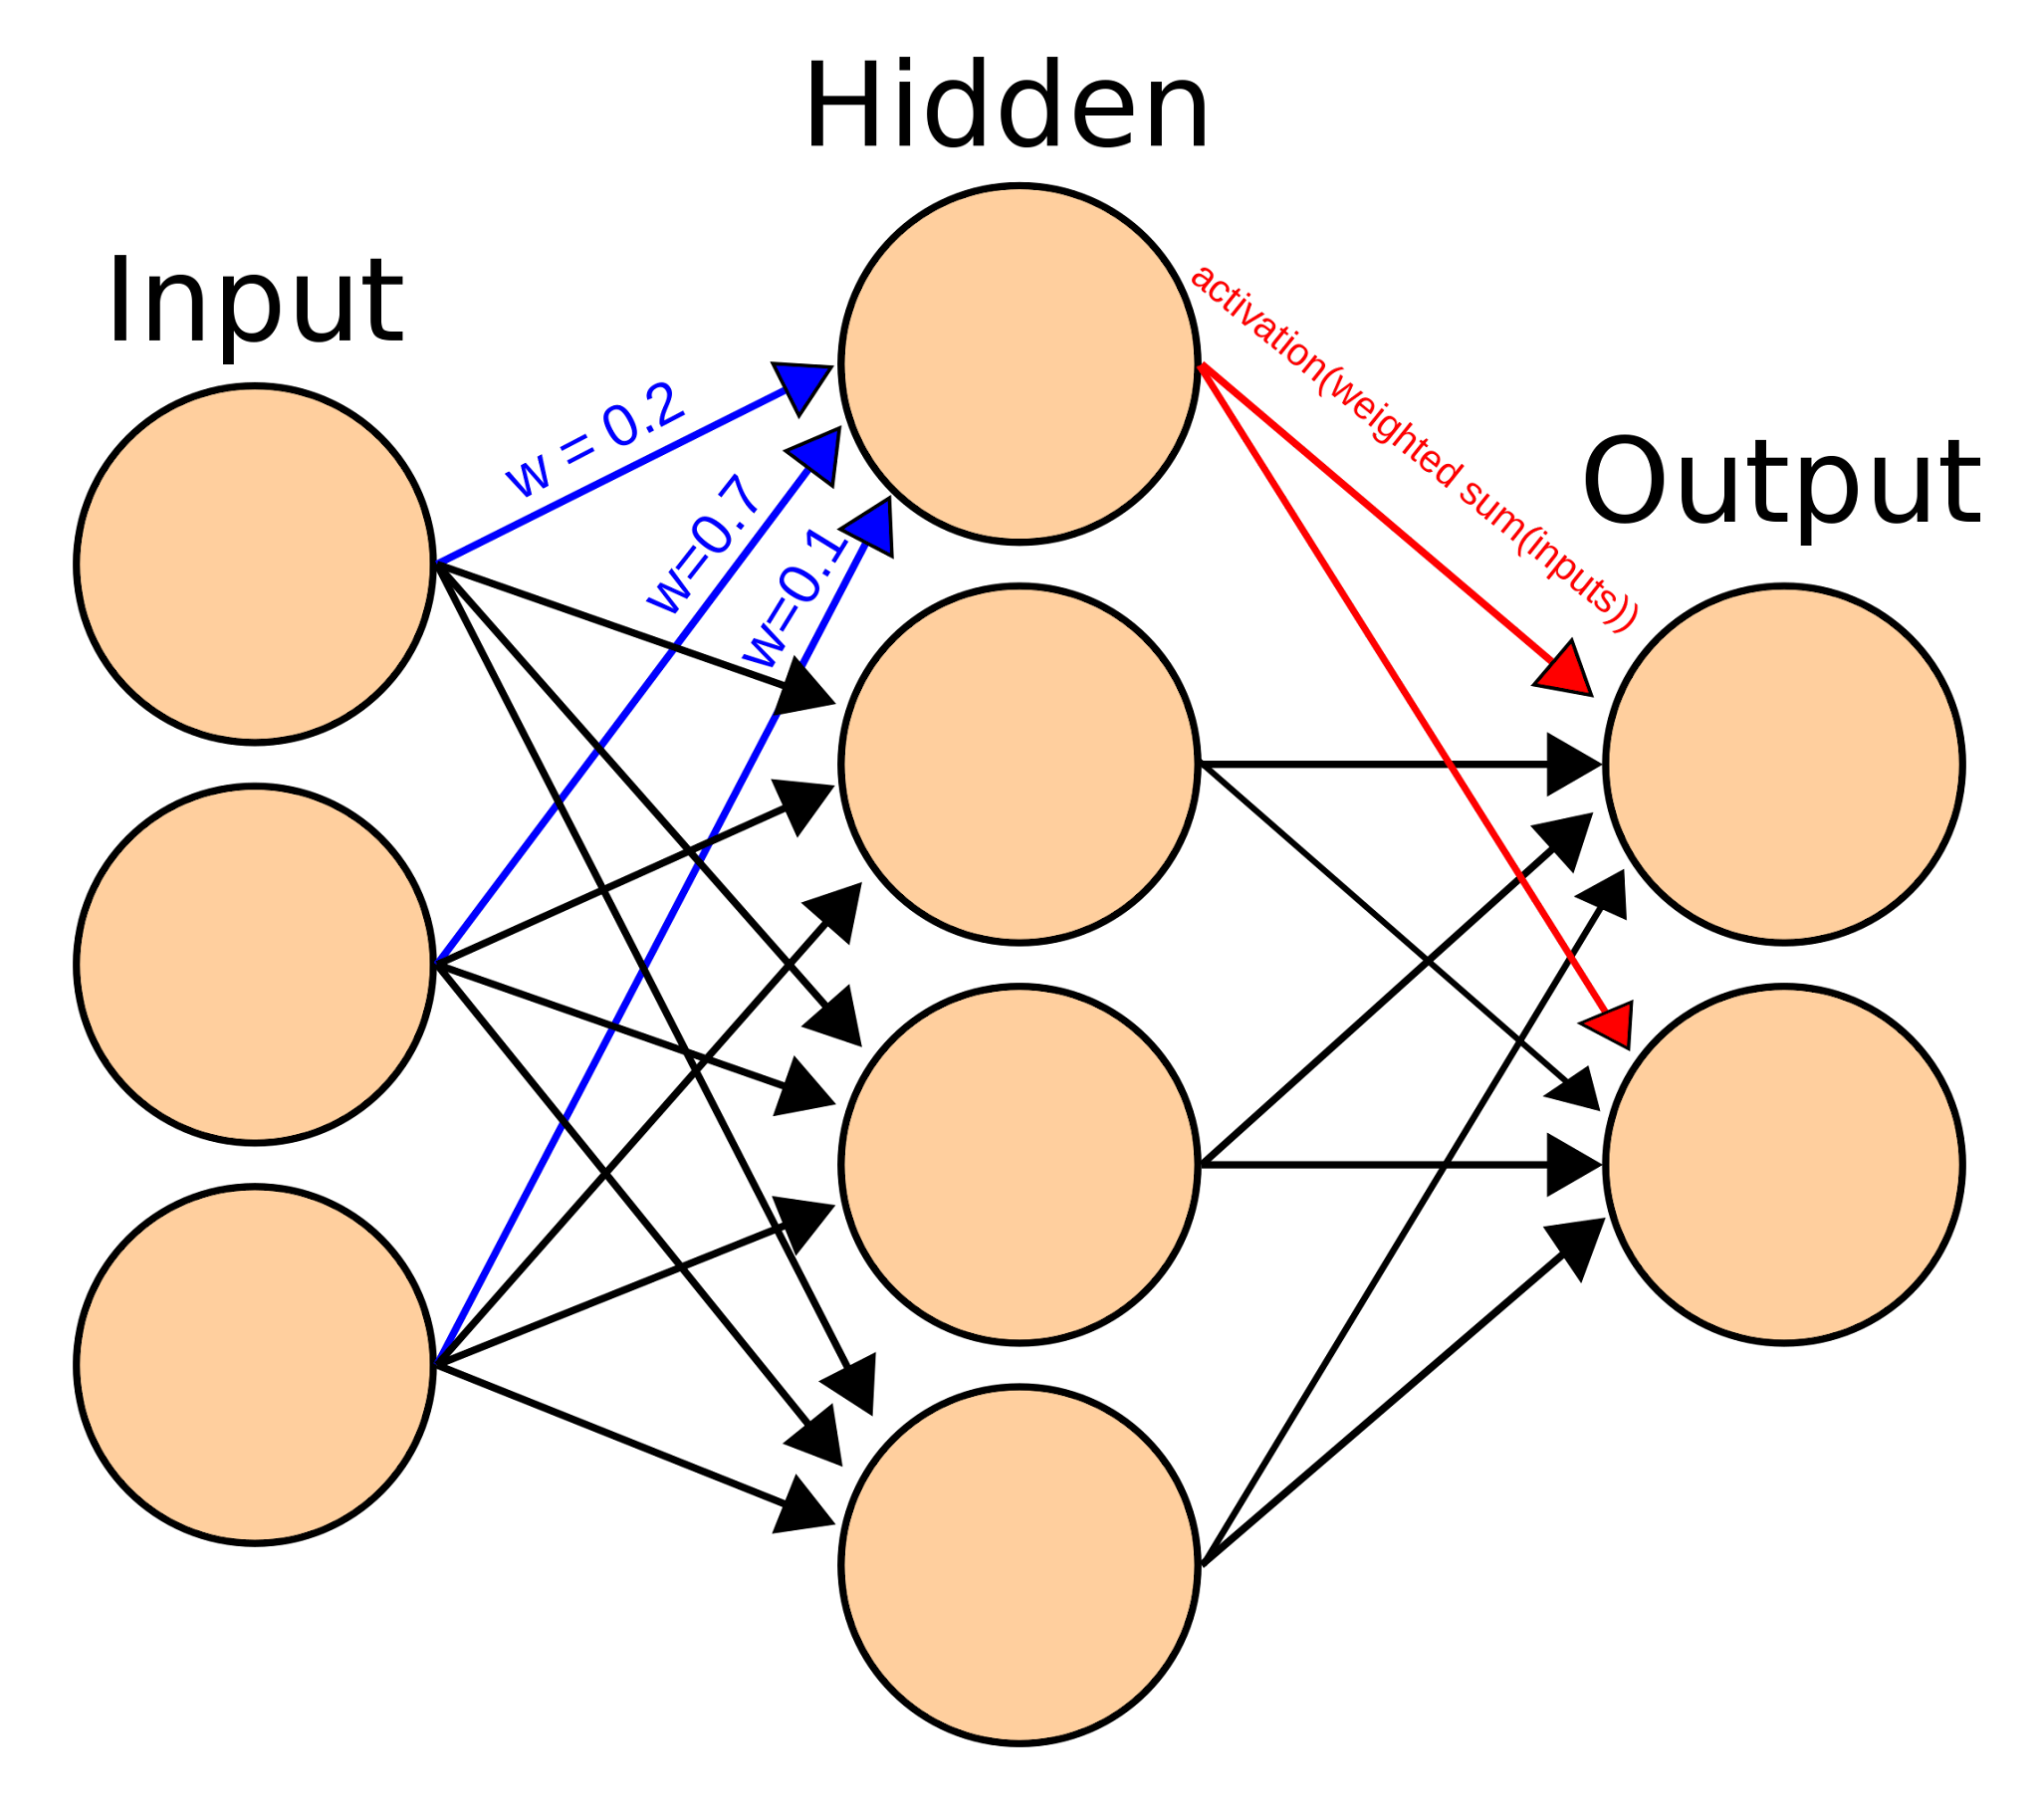 Hidden
Input
Output
w = 0.2
w=0.7
w=0.1
activation((weighted sum((inputs))